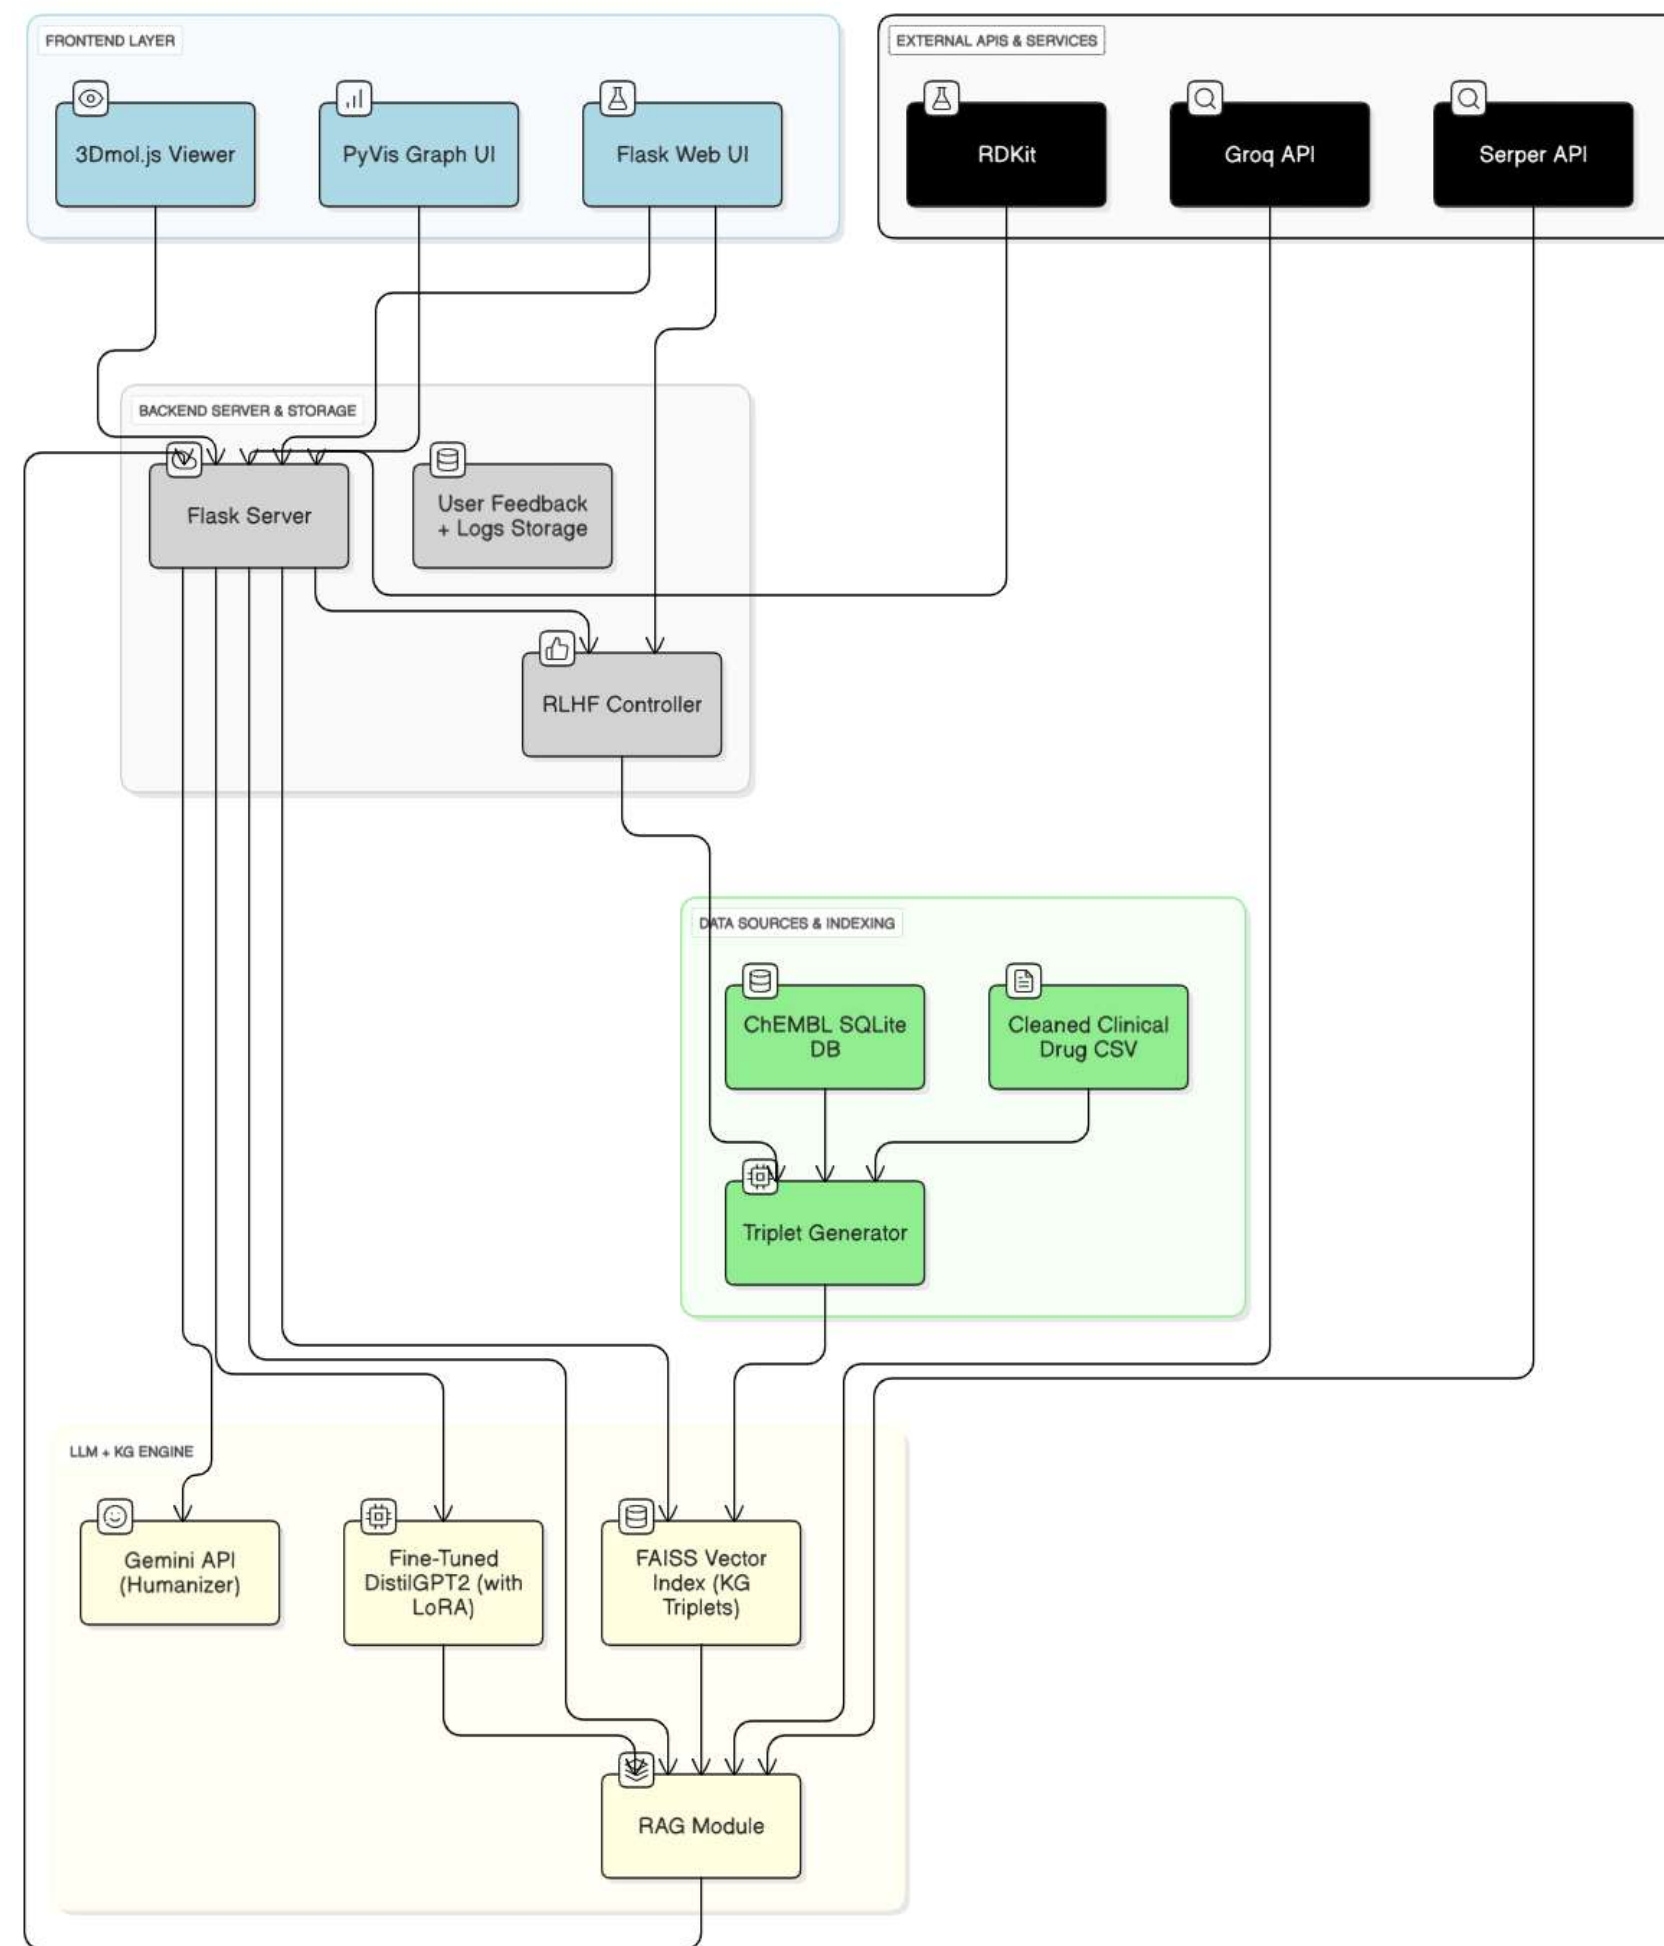 FRONTEND LAYER
3Dmol.js Viewer
PyVis Graph UI
Flask Web UI
EXTERNAL APIS & SERVICES
RDKit
Groq API
Serper API
BACKEND SERVER & STORAGE
Flask Server
User Feedback
+ Logs Storage
RLHF Controller
DATA SOURCES & INDEXING
ChEMBL SQLite
DB
Cleaned Clinical
Drug CSV
Triplet Generator
LLM + KG ENGINE
Gemini API
(Humanizer)
Fine-Tuned
DistilGPT2 (with
LoRA)
FAISS Vector
Index (KG
Triplets)
RAG Module